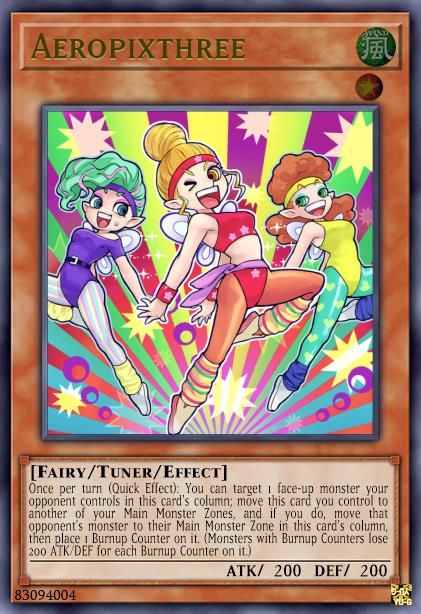 AEROPIXTHREE
WIND
風
[FAIRY/TUNER/EFFECT]
Once per turn (Quick Effect): You can target 1 face-up monster your
opponent controls in this card's column; move this card you control to
another of your Main Monster Zones, and if you do, move that
opponent's monster to their Main Monster Zone in this card's column,
then place 1 Burnup Counter on it. (Monsters with Burnup Counters lose
200 ATK/DEF for each Burnup Counter on it.)
ATK/ 200 DEF/ 200
83094004